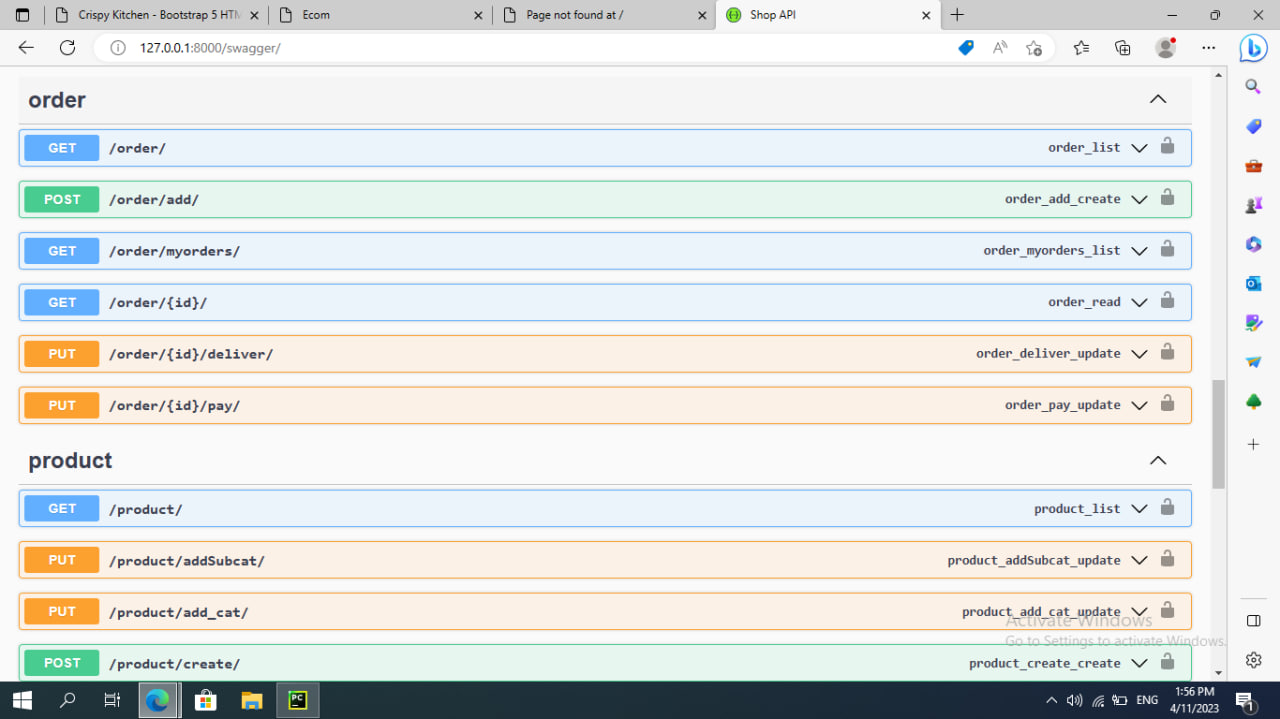 Crispy Kitchen - Bootstrap 5 HTM
Ecom
Page not found at /
Shop API
127.0.0.1:8000/swagger/
order
GET /order/ order_list
POST /order/add/ order_add_create
GET /order/myorders/ order_myorders_list
GET /order/{id}/ order_read
PUT /order/{id}/deliver/ order_deliver_update
PUT /order/{id}/pay/ order_pay_update
product
GET /product/ product_list
PUT /product/addSubcat/ product_addSubcat_update
PUT /product/add_cat/ product_add_cat_update
Activate Windows
Go to Settings to activate Windows.
POST /product/create/ product_create_create
PC
ENG
1:56 PM
4/11/2023
1